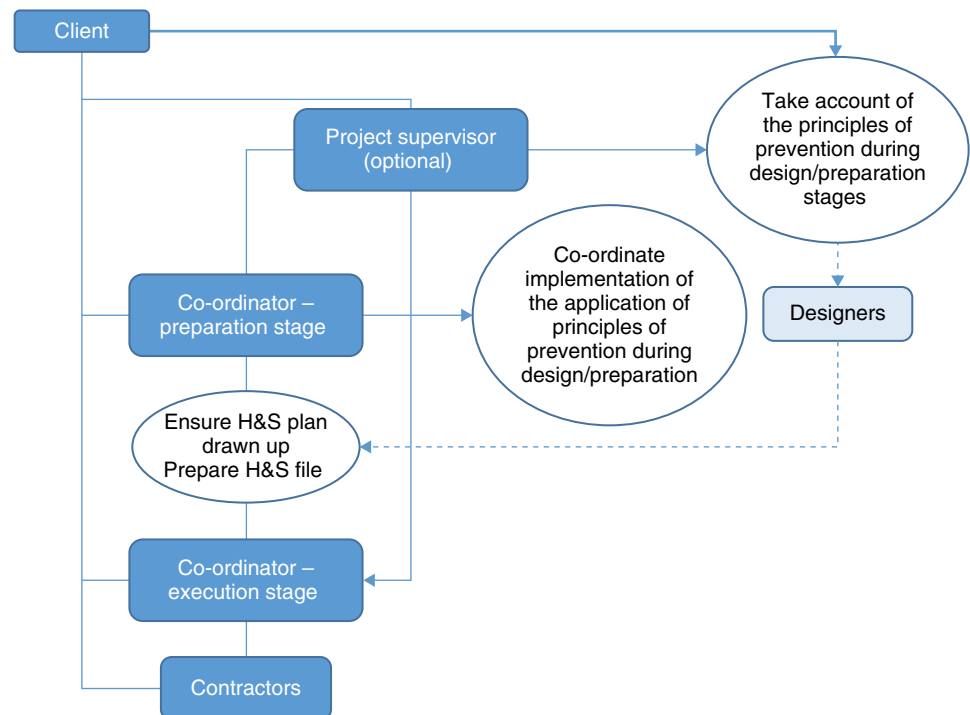 Client
Take account of
the principles of
prevention during
design/preparation
stages
Project supervisor
(optional)
Co-ordinate
implementation of
the application of
principles of
prevention during
design/preparation
Co-ordinator –
preparation stage
Designers
Ensure H&S plan
drawn up
Prepare H&S file
Co-ordinator –
execution stage
Contractors